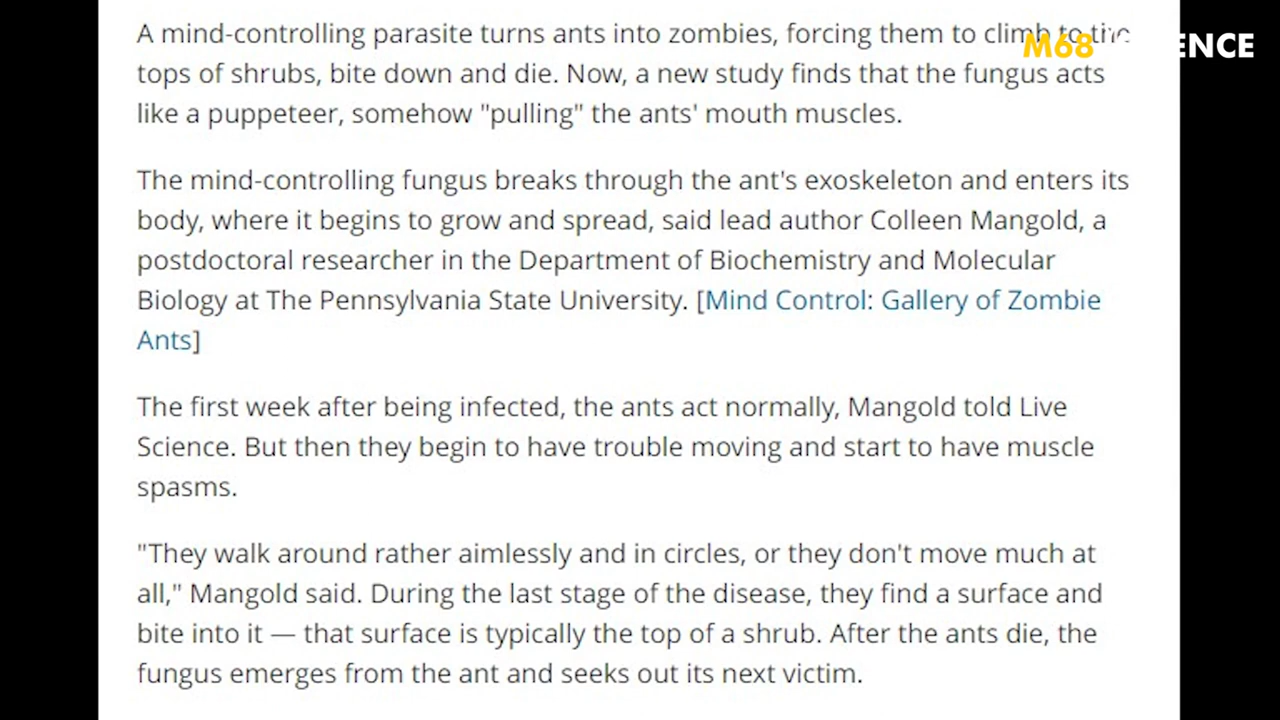 A mind-controlling parasite turns ants into zombies, forcing them to climb to the
M68 ENCE
tops of shrubs, bite down and die. Now, a new study finds that the fungus acts
like a puppeteer, somehow "pulling" the ants' mouth muscles.
The mind-controlling fungus breaks through the ant's exoskeleton and enters its
body, where it begins to grow and spread, said lead author Colleen Mangold, a
postdoctoral researcher in the Department of Biochemistry and Molecular
Biology at The Pennsylvania State University. [Mind Control: Gallery of Zombie
Ants]
The first week after being infected, the ants act normally, Mangold told Live
Science. But then they begin to have trouble moving and start to have muscle
spasms.
"They walk around rather aimlessly and in circles, or they don't move much at
all," Mangold said. During the last stage of the disease, they find a surface and
bite into it — that surface is typically the top of a shrub. After the ants die, the
fungus emerges from the ant and seeks out its next victim.